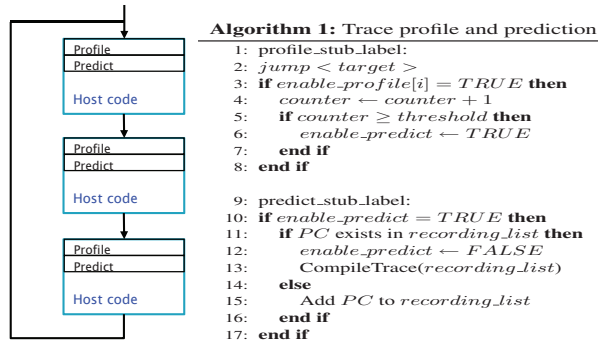 Profile
Predict
Host code
Profile
Predict
Host code
Profile
Predict
Host code
Algorithm 1: Trace profile and prediction
1: profile_stub_label:
2: jump < target >
3: if enable_profile[i] = TRUE then
4: counter ← counter + 1
5: if counter ≥ threshold then
6: enable_predict ← TRUE
7: end if
8: end if
9: predict_stub_label:
10: if enable_predict = TRUE then
11: if PC exists in recording_list then
12: enable_predict ← FALSE
13: CompileTrace(recording_list)
14: else
15: Add PC to recording_list
16: end if
17: end if